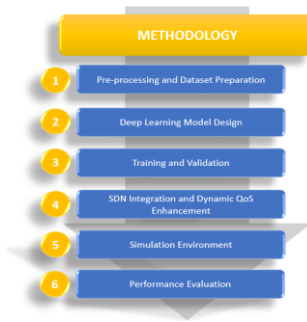 METHODOLOGY
1 Pre-processing and Dataset Preparation
2 Deep Learning Model Design
3 Training and Validation
4 SDN Integration and Dynamic QoS
Enhancement
5 Simulation Environment
6 Performance Evaluation